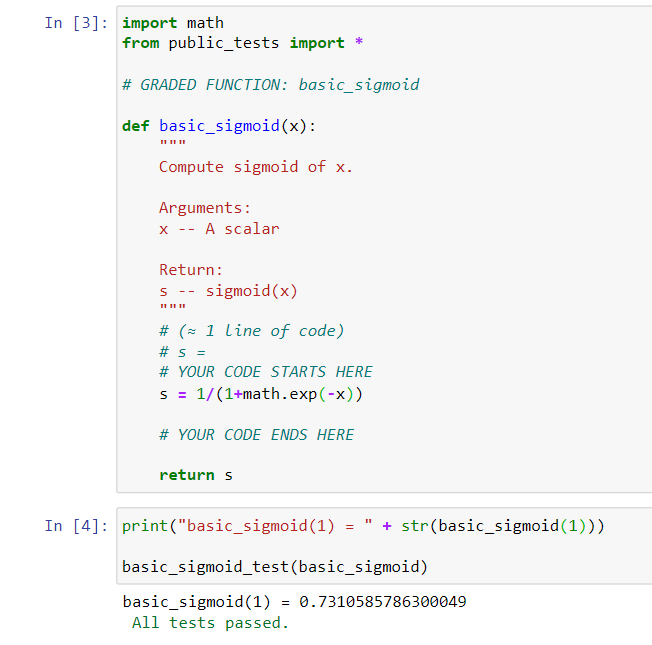 In [3]: import math
from public_tests import *
# GRADED FUNCTION: basic_sigmoid
def basic_sigmoid(x):
"""
Compute sigmoid of x.
Arguments:
x -- A scalar
Return:
s -- sigmoid(x)
"""
# (≈ 1 line of code)
# s =
# YOUR CODE STARTS HERE
s = 1/(1+math.exp(-x))
# YOUR CODE ENDS HERE
return s
In [4]: print("basic_sigmoid(1) = " + str(basic_sigmoid(1)))
basic_sigmoid_test(basic_sigmoid)
basic_sigmoid(1) = 0.7310585786300049
All tests passed.